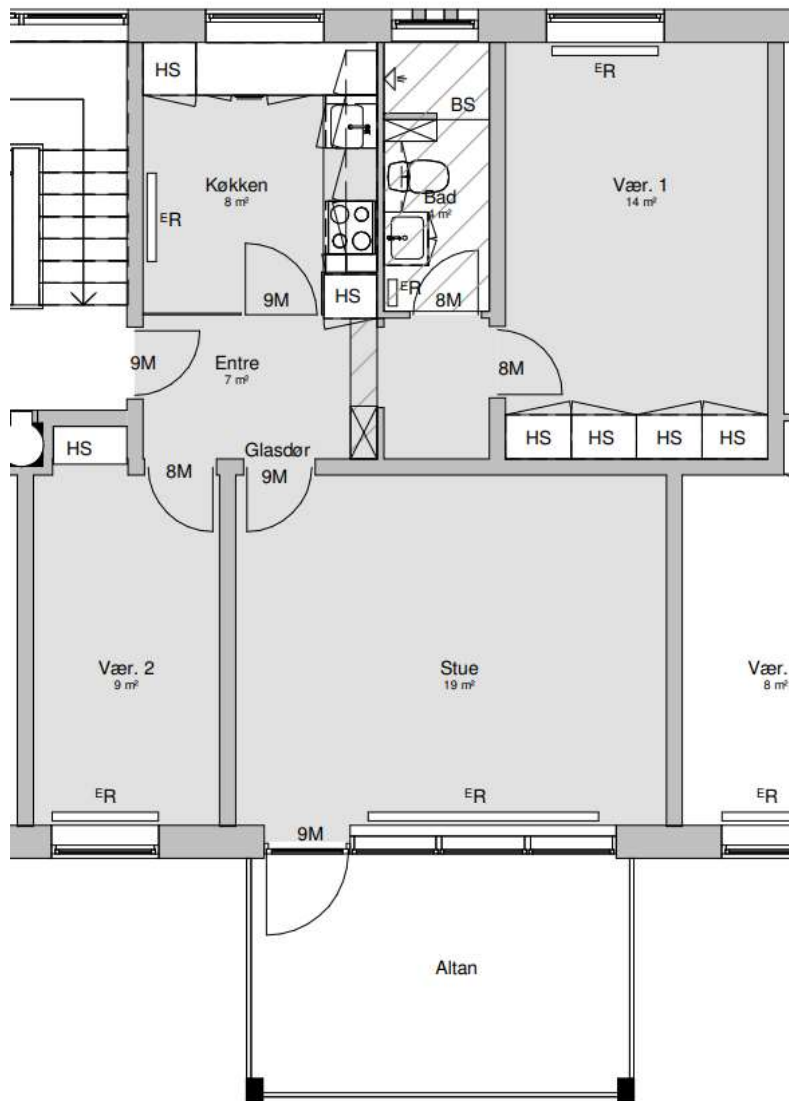 HS
Køkken
8 m²
ER
9M
HS
BS
Bad
4 m²
ER
8M
ER
Vær. 1
14 m²
9M
Entre
7 m²
8M
HS
HS
HS
HS
HS
8M
Glasdør
9M
Vær. 2
9 m²
ER
Stue
19 m²
ER
Vær.
8 m²
ER
9M
Altan